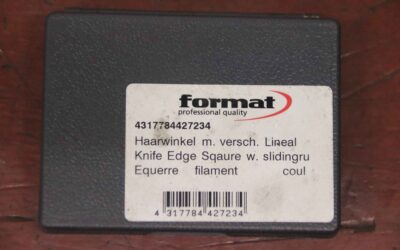 format
professional quality
4317784427234
Haarwinkel m. versch. Lineal
Knife Edge Sqaure w. slidingru
Equerre filament coul
4 317784 427234